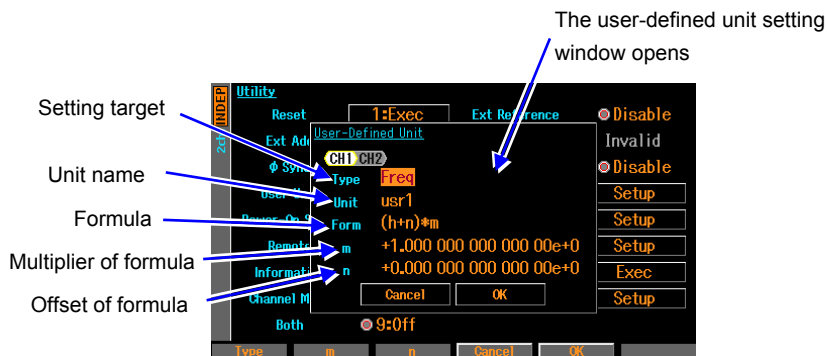 The user-defined unit setting
window opens
Setting target
Unit name
Formula
Multiplier of formula
Offset of formula
2ch INDEP
Utility
Reset 1:Exec Ext Reference Disable
Ext Invalid
Disable
User-Defined Unit
CH1 CH2
Type Freq
Unit usr1 Setup
Form (h+n)*m Setup
Remote m +1.000 000 000 000 00e+0 Setup
n +0.000 000 000 000 00e+0 Exec
Channel M Cancel OK Setup
Both 9:Off
Type m n Cancel OK